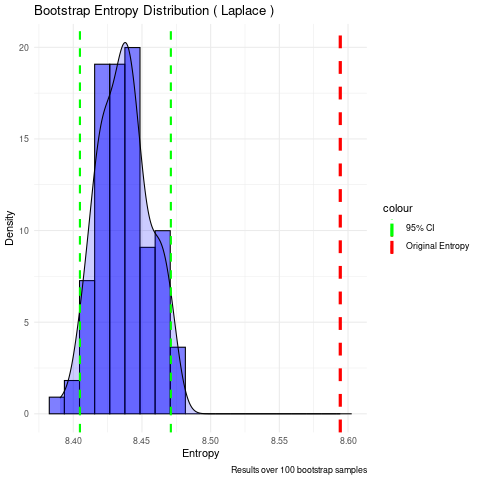 Bootstrap Entropy Distribution ( Laplace )
20
15
10
5
0
Density
8.40
8.45
8.50
8.55
8.60
Entropy
colour
95% CI
Original Entropy
Results over 100 bootstrap samples